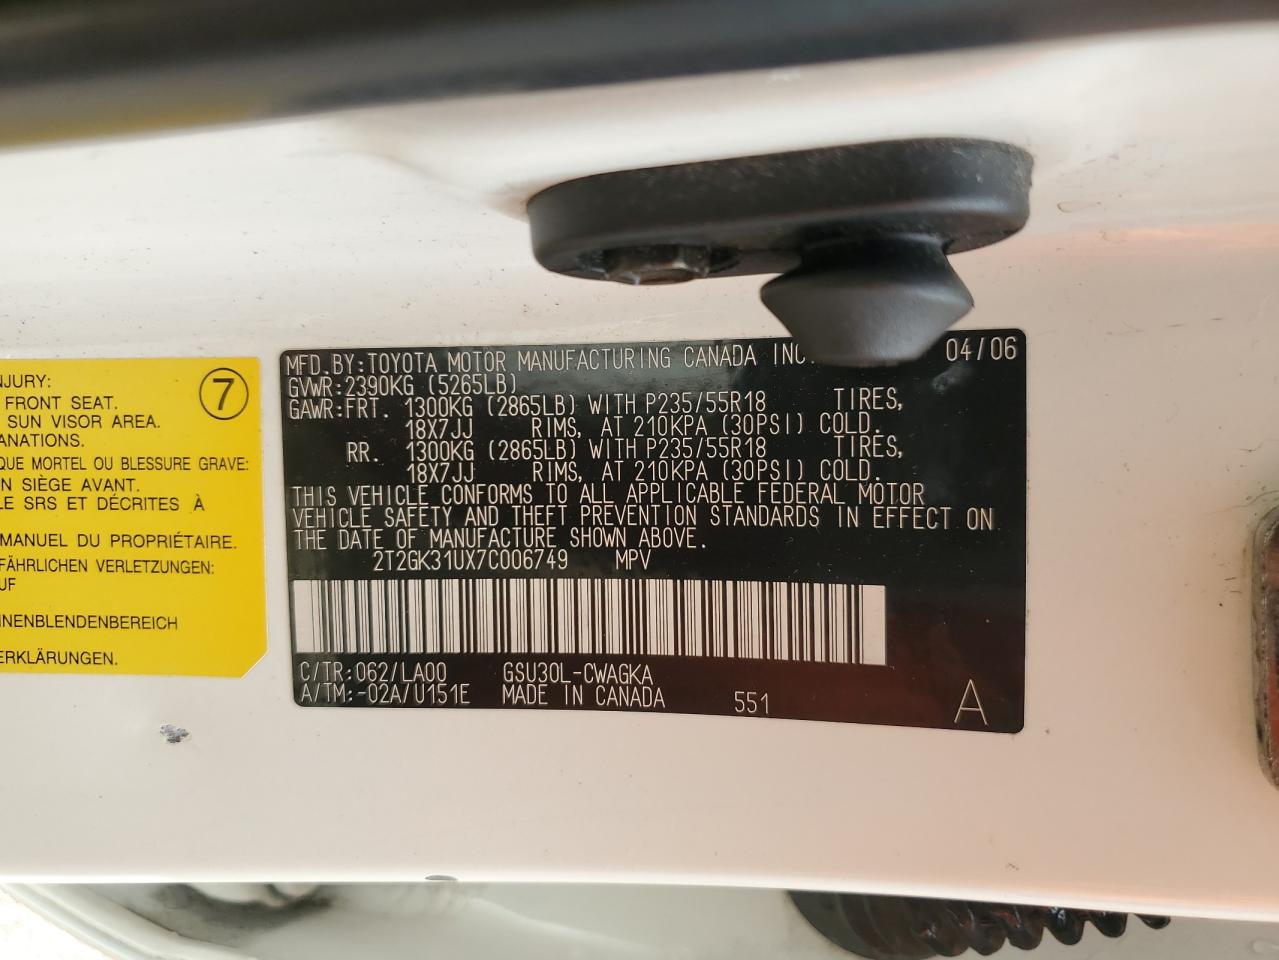 NJURY:
7
FRONT SEAT.
SUN VISOR AREA.
ANATIONS.
QUE MORTEL OU BLESSURE GRAVE:
N SIÈGE AVANT.
LE SRS ET DÉCRITES À
MANUEL DU PROPRIÉTAIRE.
FÄHRLICHEN VERLETZUNGEN:
UF
NNENBLENDENBEREICH
ERKLÄRUNGEN.
MFD.BY:TOYOTA MOTOR MANUFACTURING CANADA INC. 04/06
GVWR:2390KG (5265LB)
GAWR:FRT. 1300KG (2865LB) WITH P235/55R18 TIRES,
18X7JJ RIMS, AT 210KPA (30PSI) COLD.
RR. 1300KG (2865LB) WITH P235/55R18 TIRES,
18X7JJ RIMS, AT 210KPA (30PSI) COLD.
THIS VEHICLE CONFORMS TO ALL APPLICABLE FEDERAL MOTOR
VEHICLE SAFETY AND THEFT PREVENTION STANDARDS IN EFFECT ON
THE DATE OF MANUFACTURE SHOWN ABOVE.
2T2GK31UX7C006749 MPV
C/TR:062/LA00 GSU30L-CWAGKA
A/TM:-02A/U151E MADE IN CANADA 551 A